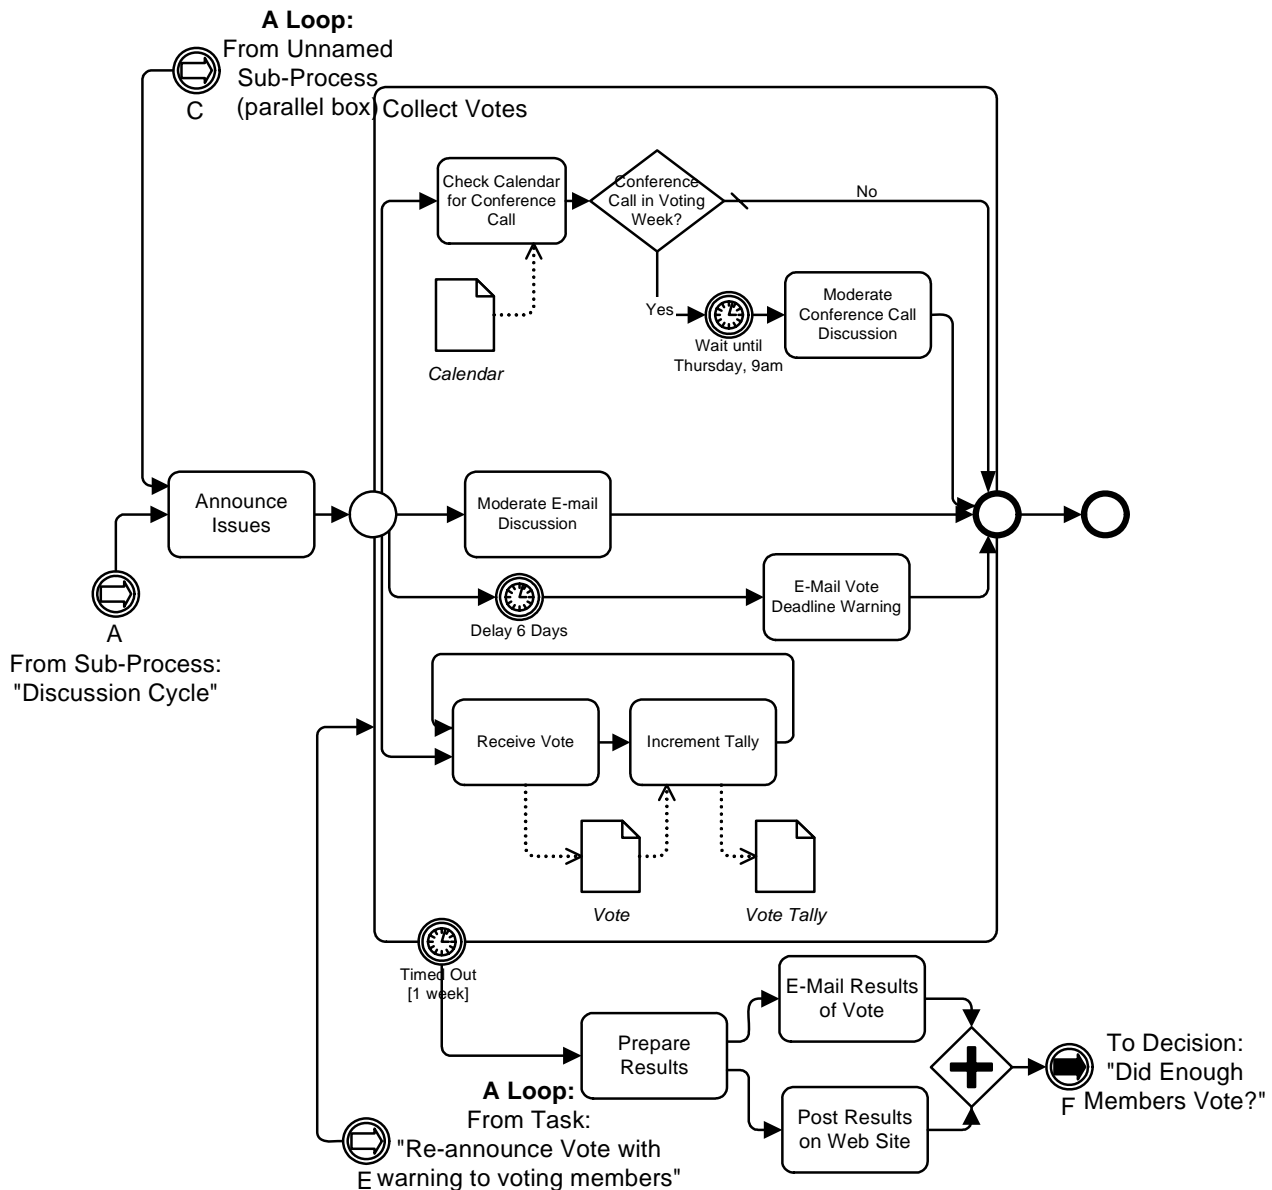 A Loop:
From Unnamed
Sub-Process
(parallel box)
C
Collect Votes
Check Calendar
for Conference
Call
Conference
Call in Voting
Week?
No
Yes
Calendar
Wait until
Thursday, 9am
Moderate
Conference Call
Discussion
Announce
Issues
Moderate E-mail
Discussion
A
From Sub-Process:
"Discussion Cycle"
Delay 6 Days
E-Mail Vote
Deadline Warning
Receive Vote
Increment Tally
Vote
Vote Tally
Timed Out
[1 week]
Prepare
Results
E-Mail Results
of Vote
Post Results
on Web Site
F
To Decision:
"Did Enough
Members Vote?"
A Loop:
From Task:
"Re-announce Vote with
warning to voting members"
E